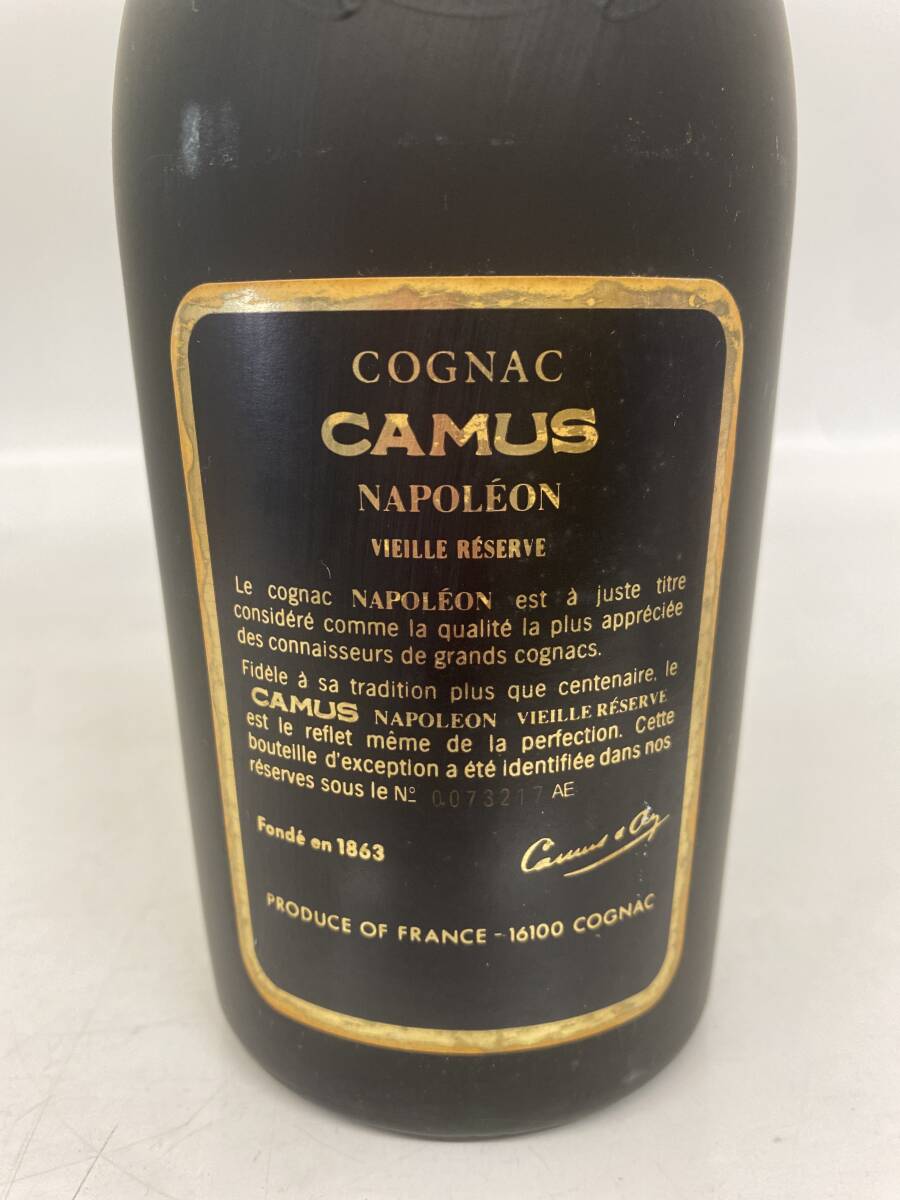 COGNAC
CAMUS
NAPOLÉON
VIEILLE RÉSERVE
Le cognac NAPOLÉON est à juste titre
considéré comme la qualité la plus appréciée
des connaisseurs de grands cognacs.
Fidèle à sa tradition plus que centenaire, le
CAMUS NAPOLEON VIEILLE RÉSERVE
est le reflet même de la perfection. Cette
bouteille d'exception a été identifiée dans nos
réserves sous le Nº 0073217 AE
Fondé en 1863
Camus & Cie
PRODUCE OF FRANCE - 16100 COGNAC